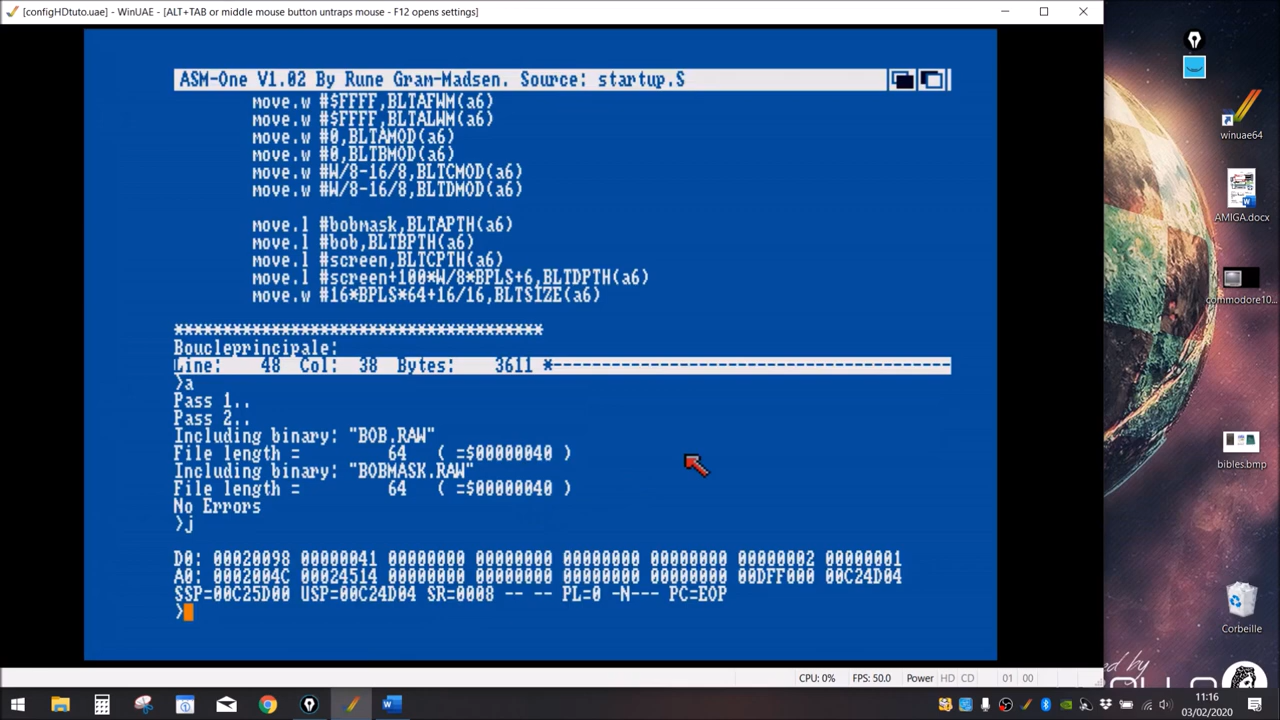 [configHDtuto.uae] - WinUAE - [ALT+TAB or middle mouse button untraps mouse - F12 opens settings]
ASM-One V1.02 By Rune Gram-Madsen. Source: startup.S
move.w #$FFFF,BLTAFWM(a6)
move.w #$FFFF,BLTALWM(a6)
move.w #0,BLTAMOD(a6)
move.w #0,BLTBMOD(a6)
move.w #W/8-16/8,BLTCMOD(a6)
move.w #W/8-16/8,BLTDMOD(a6)
move.l #bobmask,BLTAPTH(a6)
move.l #bob,BLTBPTH(a6)
move.l #screen,BLTCPTH(a6)
move.l #screen+100*W/8*BPLS+6,BLTDPTH(a6)
move.w #16*BPLS*64+16/16,BLTSIZE(a6)
**************************************
Boucleprincipale:
Line: 48 Col: 38 Bytes: 3611 *-----------------------------------------
>a
Pass 1..
Pass 2..
Including binary: "BOB.RAW"
File length = 64 ( =$00000040 )
Including binary: "BOBMASK.RAW"
File length = 64 ( =$00000040 )
No Errors
>j
D0: 00020098 00000041 00000000 00000000 00000000 00000000 00000002 00000001
A0: 0002004C 00024514 00000000 00000000 00000000 00000000 00DFF000 00C24D04
SSP=00C25D00 USP=00C24D04 SR=0008 -- -- PL=0 -N--- PC=EOP
>
CPU: 0% FPS: 50.0 Power HD CD 01 00
winuae64
AMIGA.docx
commodore10...
bibles.bmp
Corbeille
ed by
11:16
03/02/2020